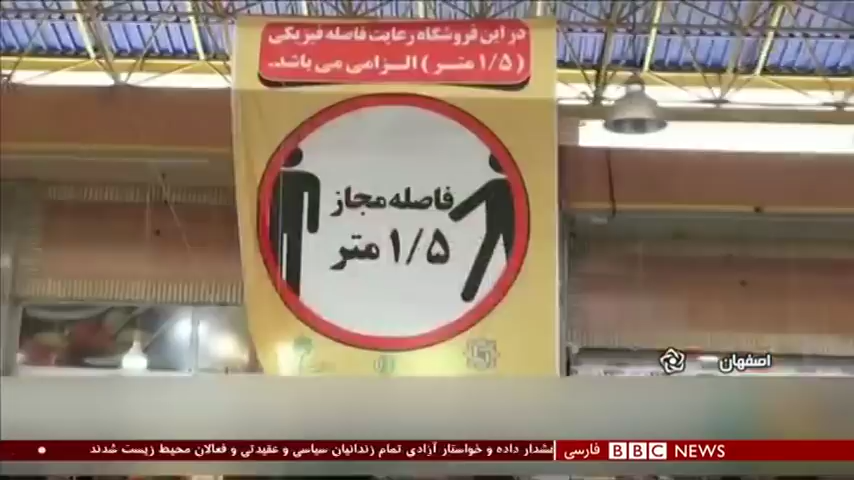 در این فروشگاه رعایت فاصله فیزیکی
(۱/۵ متر) الزامی می باشد..
فاصله مجاز
۱/۵ متر
اصفهان
هشدار داده و خواستار آزادی تمام زندانیان سیاسی و عقیدتی و فعالان محیط زیست شدند
فارسی BBC NEWS